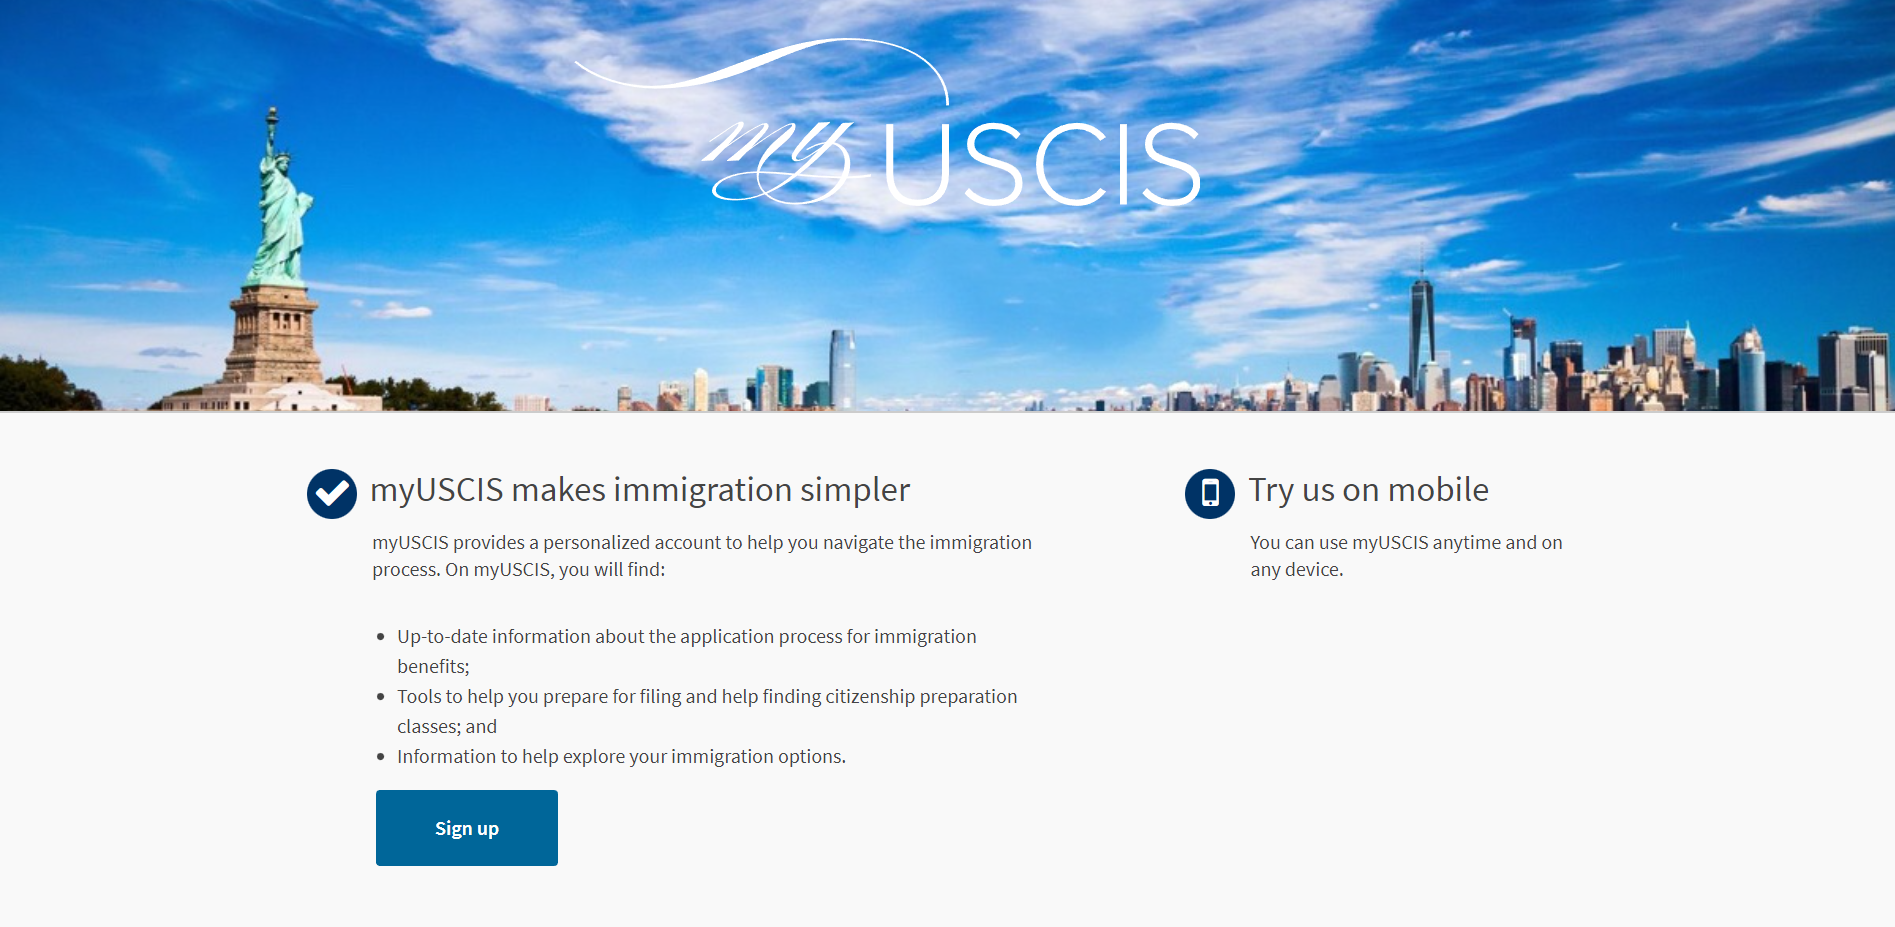 my USCIS
myUSCIS makes immigration simpler
myUSCIS provides a personalized account to help you navigate the immigration
process. On myUSCIS, you will find:
Up-to-date information about the application process for immigration
benefits;
Tools to help you prepare for filing and help finding citizenship preparation
classes; and
Information to help explore your immigration options.
Sign up
Try us on mobile
You can use myUSCIS anytime and on
any device.